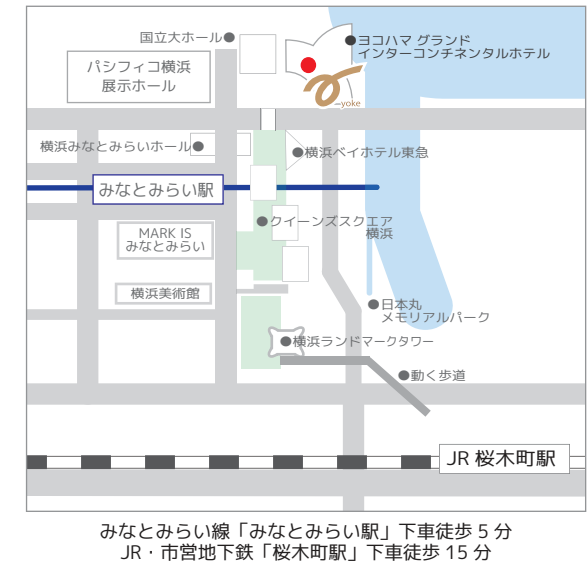 国立大ホール
ヨコハマ グランド
インターコンチネンタルホテル
パシフィコ横浜
展示ホール
yoke
横浜みなとみらいホール
横浜ベイホテル東急
みなとみらい駅
クイーンズスクエア
横浜
MARK IS
みなとみらい
横浜美術館
日本丸
メモリアルパーク
横浜ランドマークタワー
動く歩道
JR 桜木町駅
みなとみらい線「みなとみらい駅」下車徒歩 5 分
JR・市営地下鉄「桜木町駅」下車徒歩 15 分